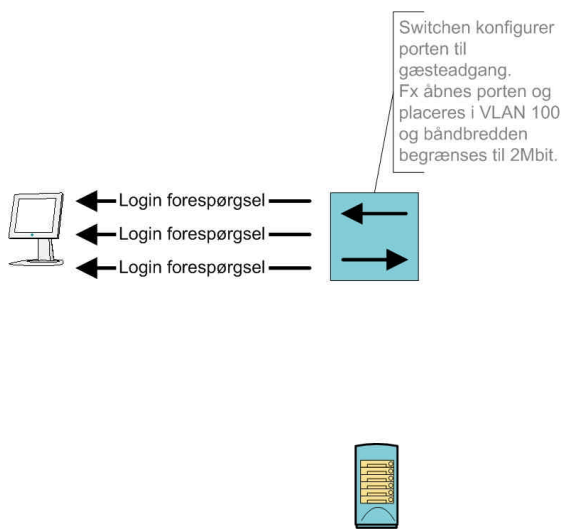 Switchen konfigurer
porten til
gæsteadgang.
Fx åbnes porten og
placeres i VLAN 100
og båndbredden
begrænses til 2Mbit.
Login forespørgsel
Login forespørgsel
Login forespørgsel